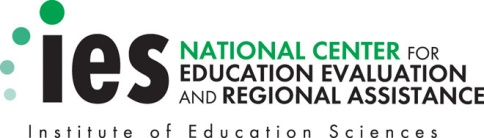 ies
NATIONAL CENTER FOR
EDUCATION EVALUATION
AND REGIONAL ASSISTANCE
Institute of Education Sciences